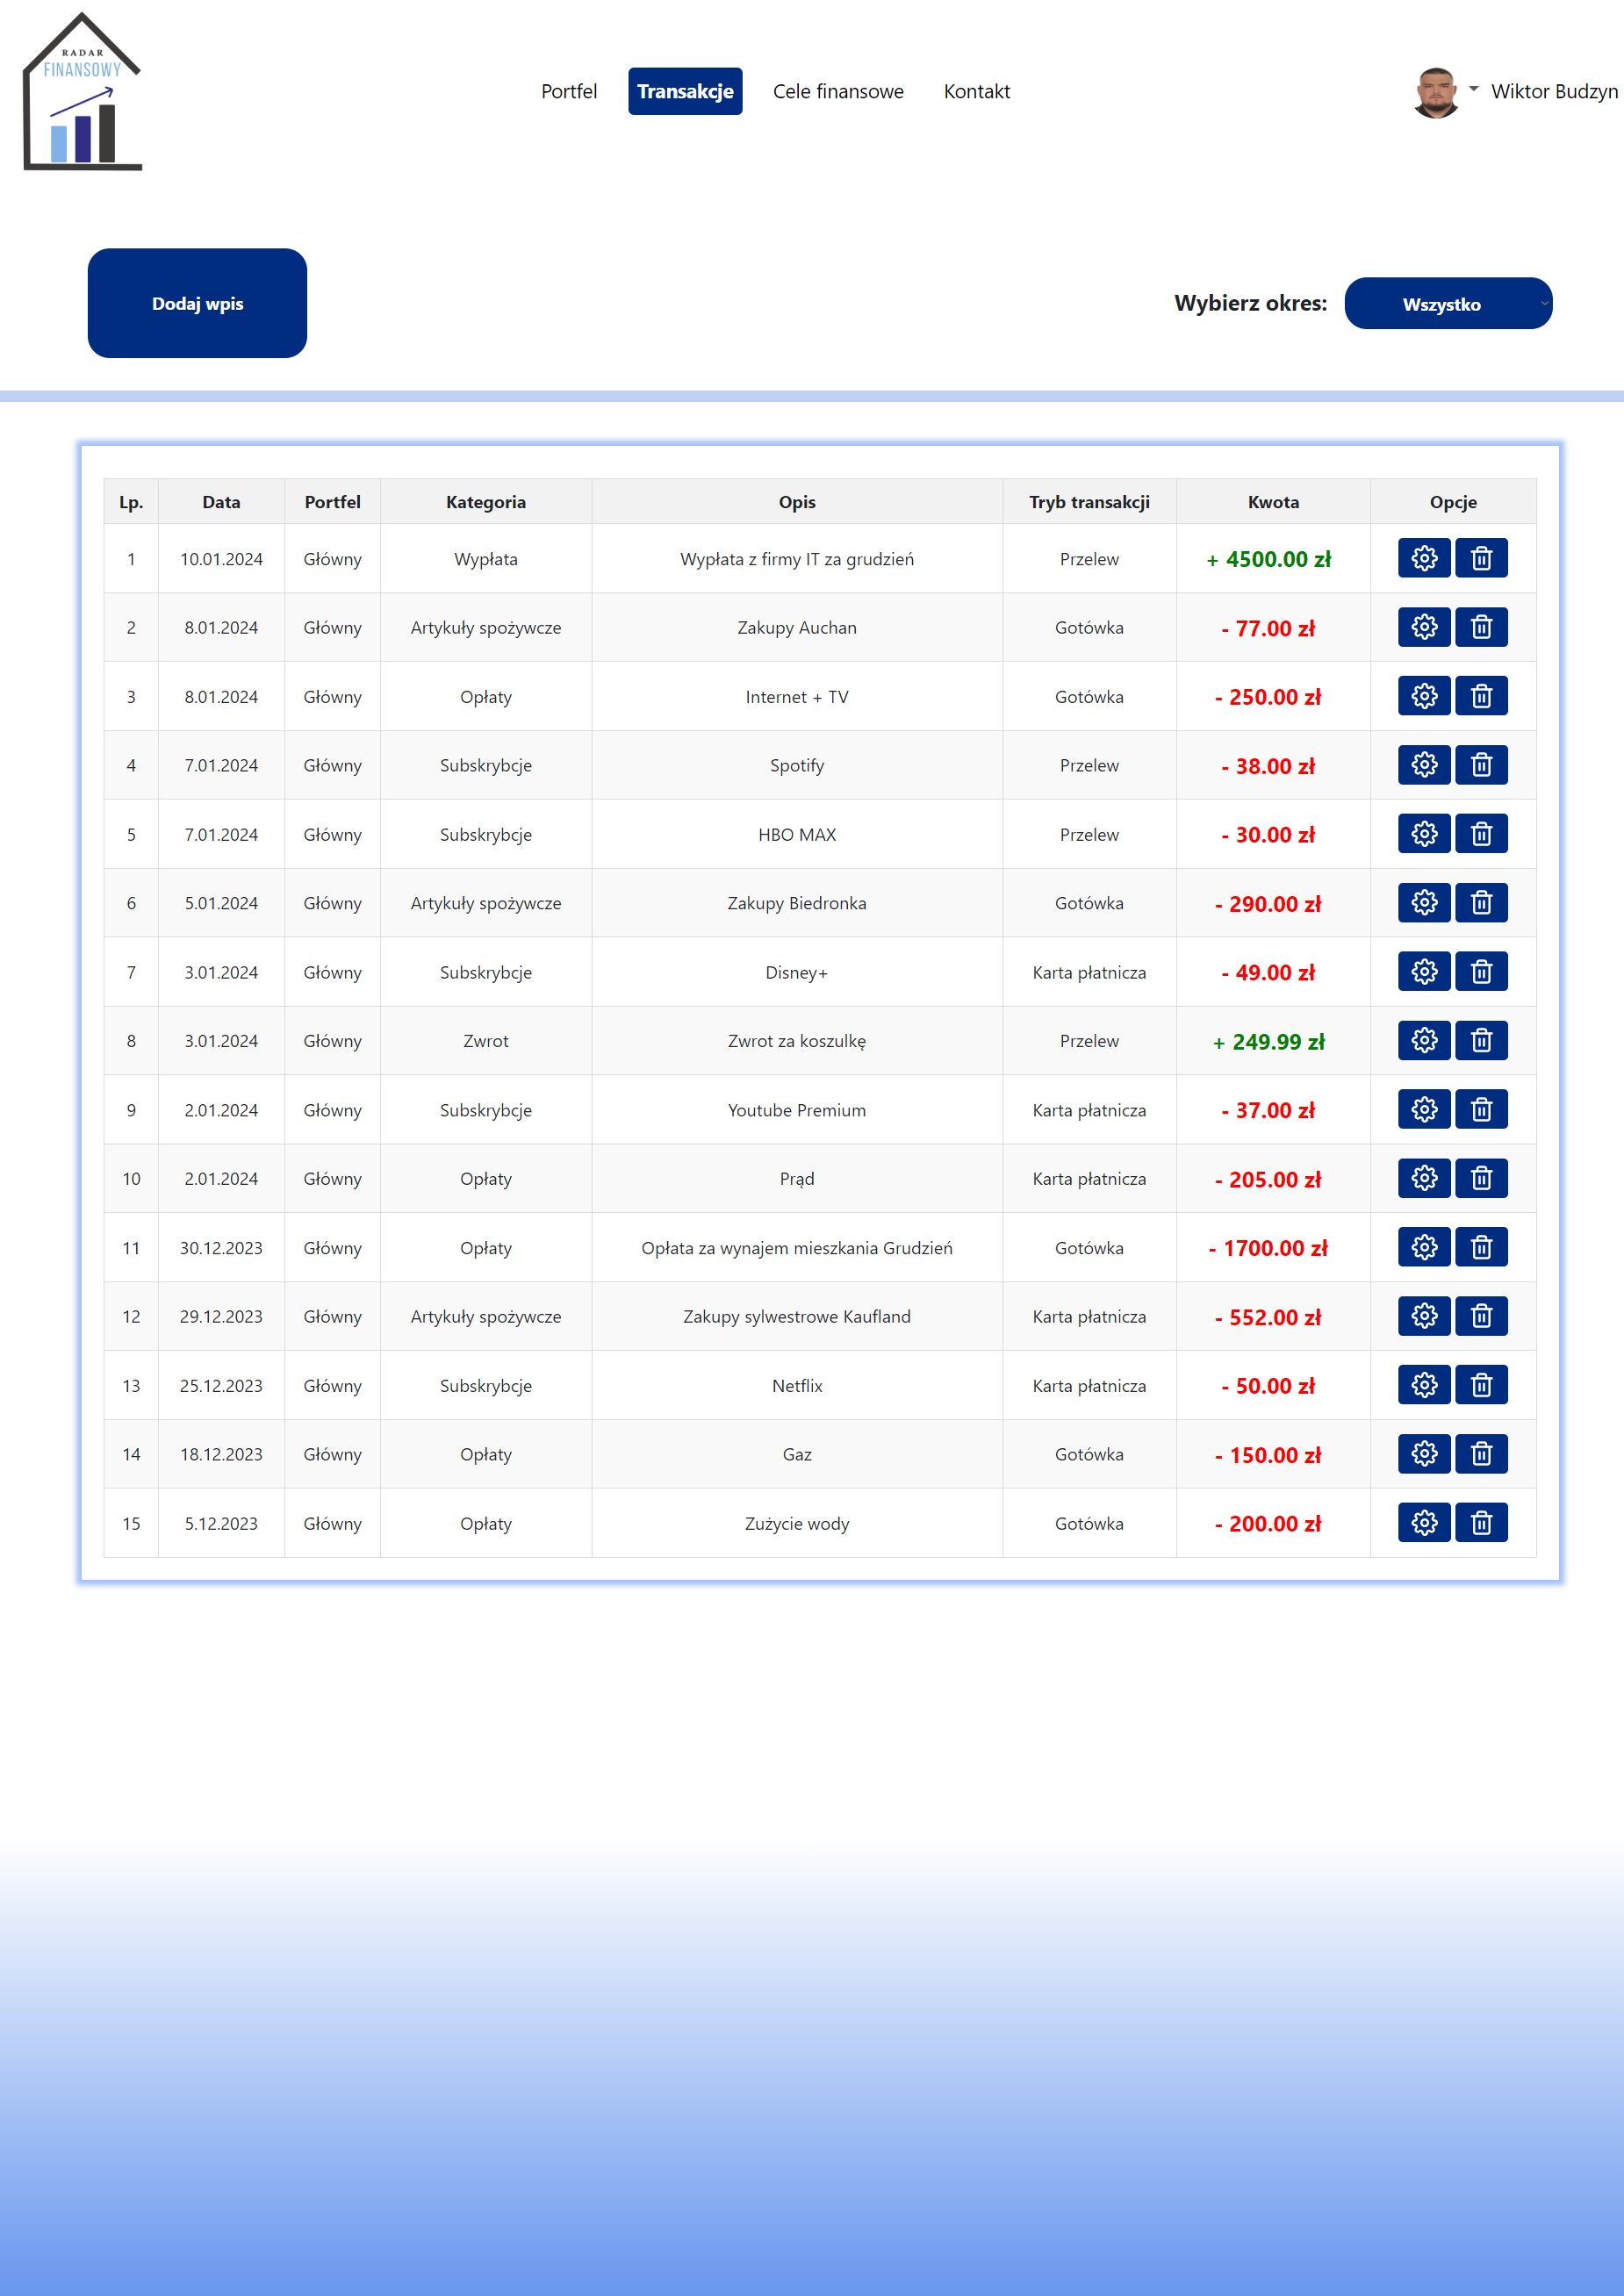 RADAR
FINANSOWY
Portfel Transakcje Cele finansowe Kontakt Wiktor Budzyn
Dodaj wpis Wybierz okres: Wszystko
Lp. Data Portfel Kategoria Opis Tryb transakcji Kwota Opcje
1 10.01.2024 Główny Wypłata Wypłata z firmy IT za grudzień Przelew + 4500.00 zł
2 8.01.2024 Główny Artykuły spożywcze Zakupy Auchan Gotówka - 77.00 zł
3 8.01.2024 Główny Opłaty Internet + TV Gotówka - 250.00 zł
4 7.01.2024 Główny Subskrybcje Spotify Przelew - 38.00 zł
5 7.01.2024 Główny Subskrybcje HBO MAX Przelew - 30.00 zł
6 5.01.2024 Główny Artykuły spożywcze Zakupy Biedronka Gotówka - 290.00 zł
7 3.01.2024 Główny Subskrybcje Disney+ Karta płatnicza - 49.00 zł
8 3.01.2024 Główny Zwrot Zwrot za koszulkę Przelew + 249.99 zł
9 2.01.2024 Główny Subskrybcje Youtube Premium Karta płatnicza - 37.00 zł
10 2.01.2024 Główny Opłaty Prąd Karta płatnicza - 205.00 zł
11 30.12.2023 Główny Opłaty Opłata za wynajem mieszkania Grudzień Gotówka - 1700.00 zł
12 29.12.2023 Główny Artykuły spożywcze Zakupy sylwestrowe Kaufland Karta płatnicza - 552.00 zł
13 25.12.2023 Główny Subskrybcje Netflix Karta płatnicza - 50.00 zł
14 18.12.2023 Główny Opłaty Gaz Gotówka - 150.00 zł
15 5.12.2023 Główny Opłaty Zużycie wody Gotówka - 200.00 zł